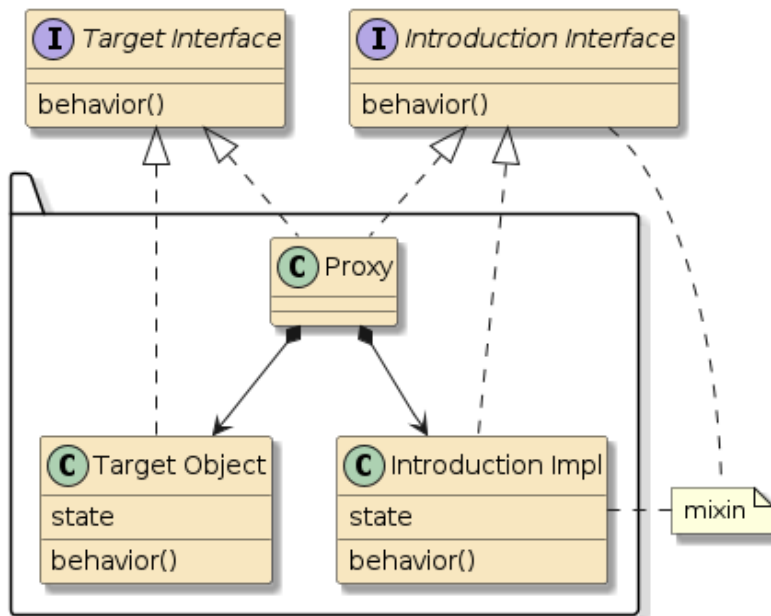 I Target Interface
behavior()
I Introduction Interface
behavior()
C Proxy
C Target Object
state
behavior()
C Introduction Impl
state
behavior()
mixin